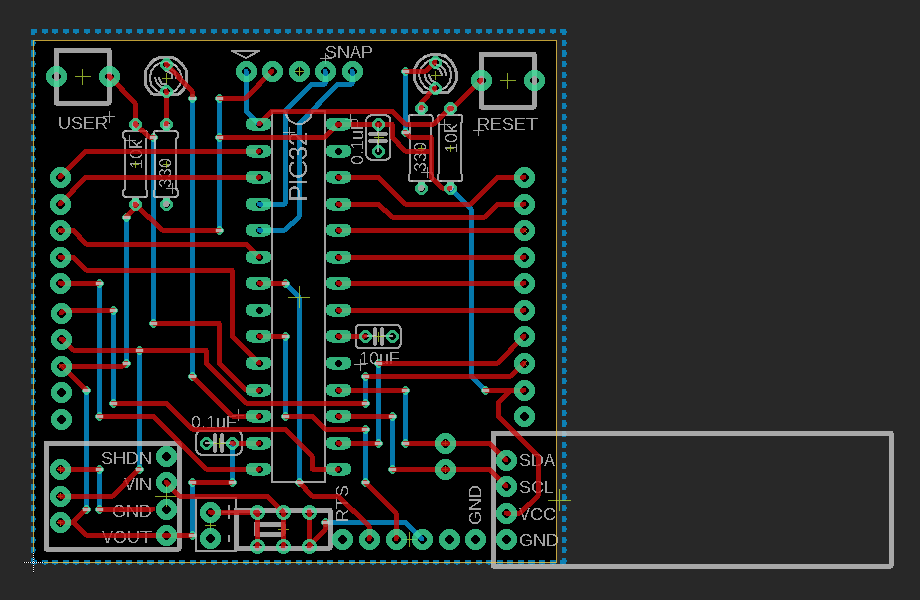 SNAP
USER
RESET
10k
330
PIC32
0.1uF
330
10k
10uF
0.1uF
SHDN
VIN
GND
VOUT
RTS
GND
SDA
SCL
VCC
GND